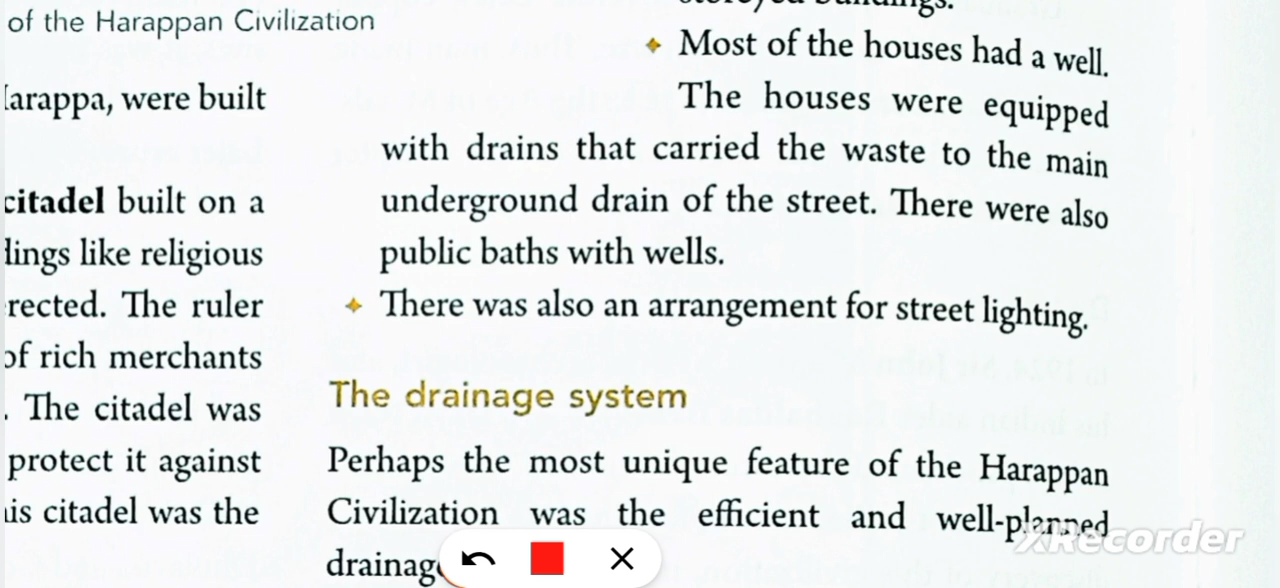 of the Harappan Civilization
arappa, were built
citadel built on a
dings like religious
rected. The ruler
of rich merchants
. The citadel was
protect it against
is citadel was the
storeyed buildings.
Most of the houses had a well.
The houses were equipped
with drains that carried the waste to the main
underground drain of the street. There were also
public baths with wells.
There was also an arrangement for street lighting.
The drainage system
Perhaps the most unique feature of the Harappan
Civilization was the efficient and well-planned
drainag
XRecorder